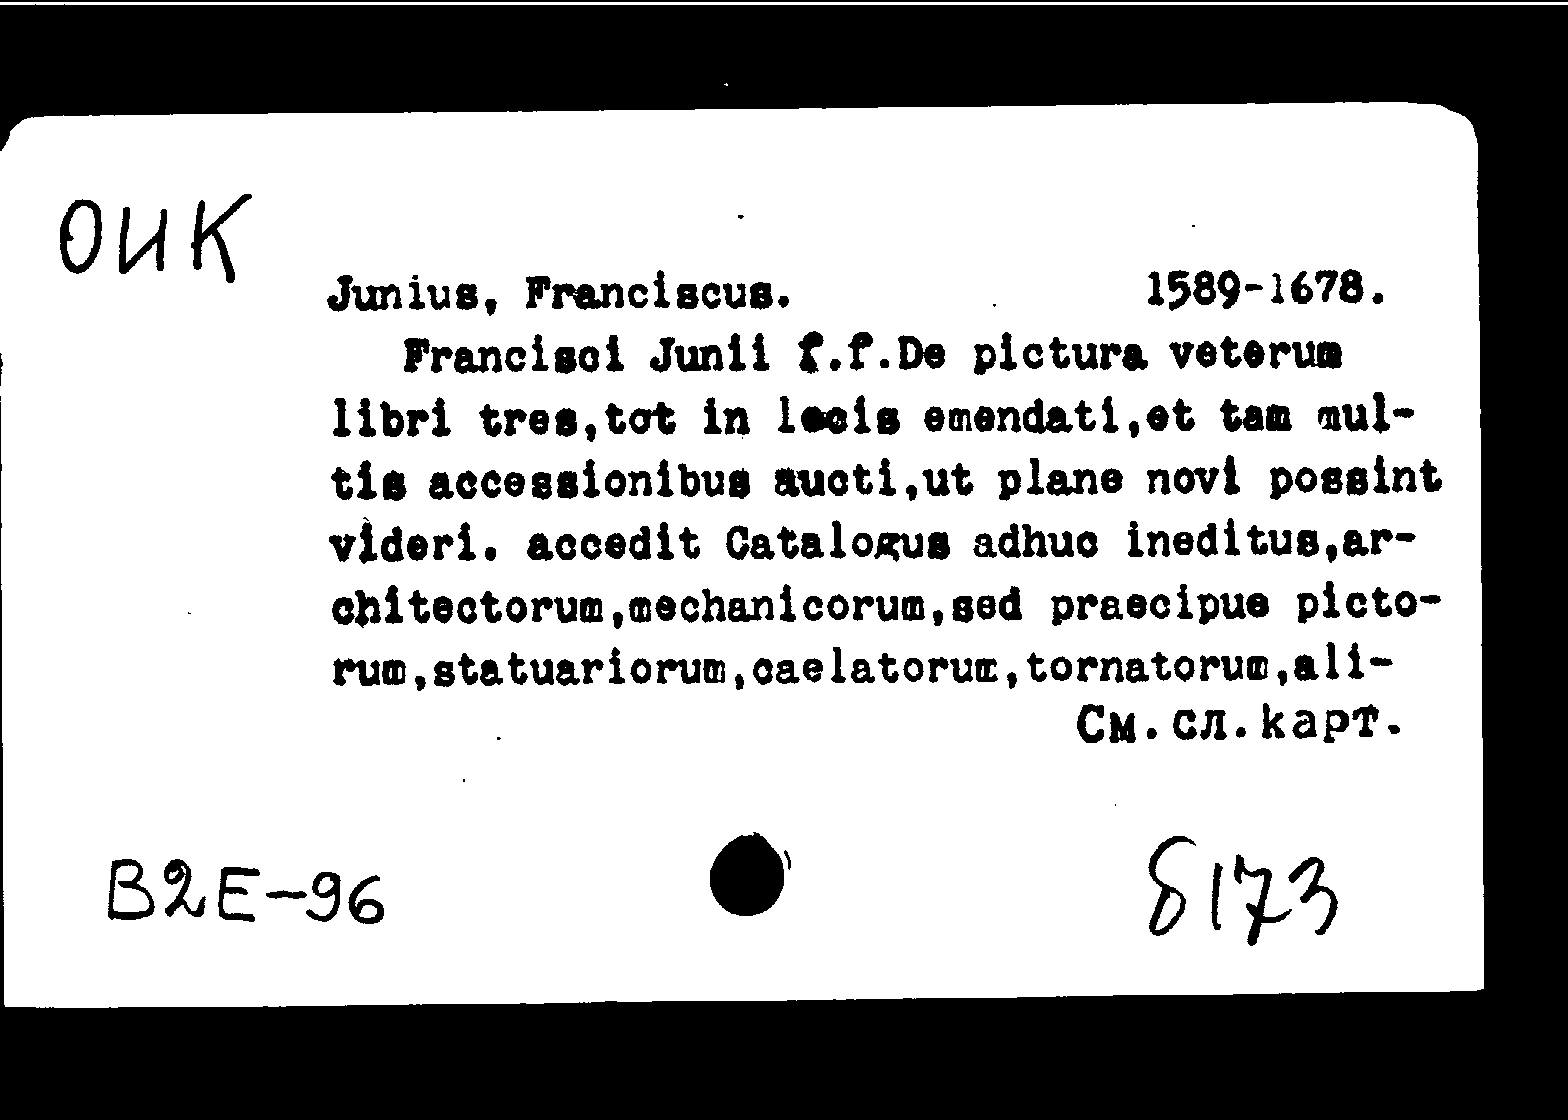 ОИК
Junius, Franciscus. 1589-1678.
Francisci Junii f.f.De pictura veterum
libri tres,tot in locis emendati,et tam mul-
tis accessionibus aucti,ut plane novi possint
videri. accedit Catalogus adhuc ineditus,ar-
chitectorum,mechanicorum,sed praecipue picto-
rum,statuariorum,caelatorum,tornatorum,ali-
См.сл.карт.
В2Е-96 8173